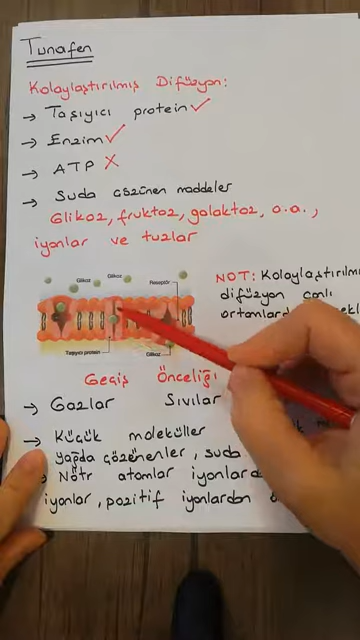 Tunafen
Kolaylaştırılmış Difüzyon:
→ Taşıyıcı protein ✓
→ Enzim ✓
→ ATP X
→ Suda çözünen maddeler
Glikoz, fruktoz, galaktoz, a.a.,
iyonlar ve tuzlar
Glikoz Glikoz Reseptör
Taşıyıcı protein Glikoz
NOT: Kolaylaştırılmı
difüzyon canlı
ortamlarda
Geçiş Önceliği
→ Gazlar Sıvılar
→ Küçük moleküller
yağda çözünenler, suda
Nötr atomlar iyonlarda
iyonlar, pozitif iyonlardan